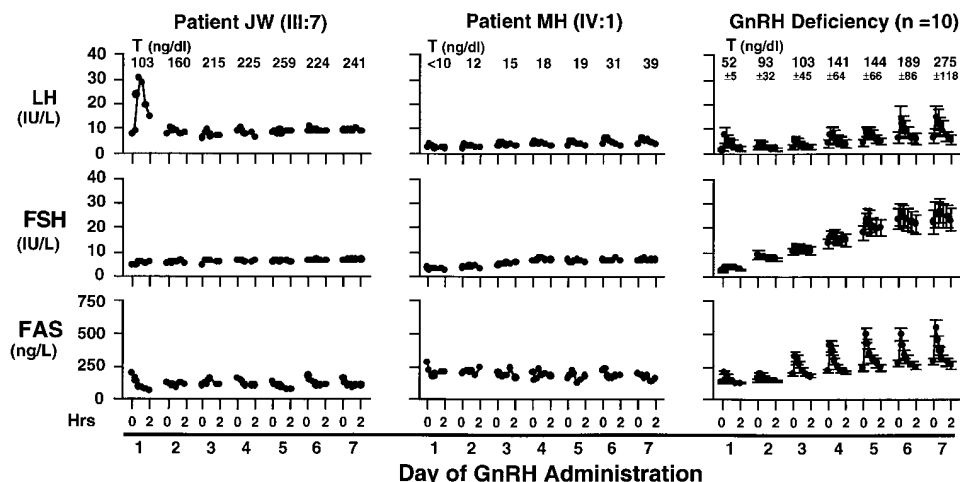 Patient JW (III:7) Patient MH (IV:1) GnRH Deficiency (n =10)
T (ng/dl) T (ng/dl) T (ng/dl)
103 160 215 225 259 224 241 <10 12 15 18 19 31 39 52 93 103 141 144 189 275
±5 ±32 ±45 ±64 ±66 ±86 ±118
LH
(IU/L)
40
30
20
10
0
FSH
(IU/L)
40
30
20
10
0
FAS
(ng/L)
750
500
250
0
Hrs 0 2 0 2 0 2 0 2 0 2 0 2 0 2 0 2 0 2 0 2 0 2 0 2 0 2 0 2 0 2 0 2 0 2 0 2 0 2 0 2 0 2
1 2 3 4 5 6 7 1 2 3 4 5 6 7 1 2 3 4 5 6 7
Day of GnRH Administration